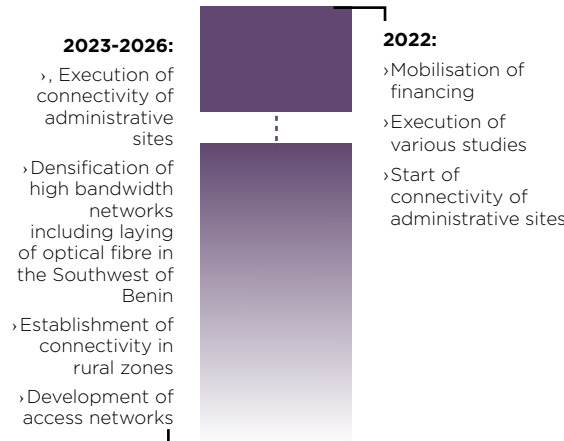 2023-2026:
›, Execution of
connectivity of
administrative
sites
›Densification of
high bandwidth
networks
including laying
of optical fibre in
the Southwest of
Benin
›Establishment of
connectivity in
rural zones
›Development of
access networks
2022:
›Mobilisation of
financing
›Execution of
various studies
›Start of
connectivity of
administrative sites